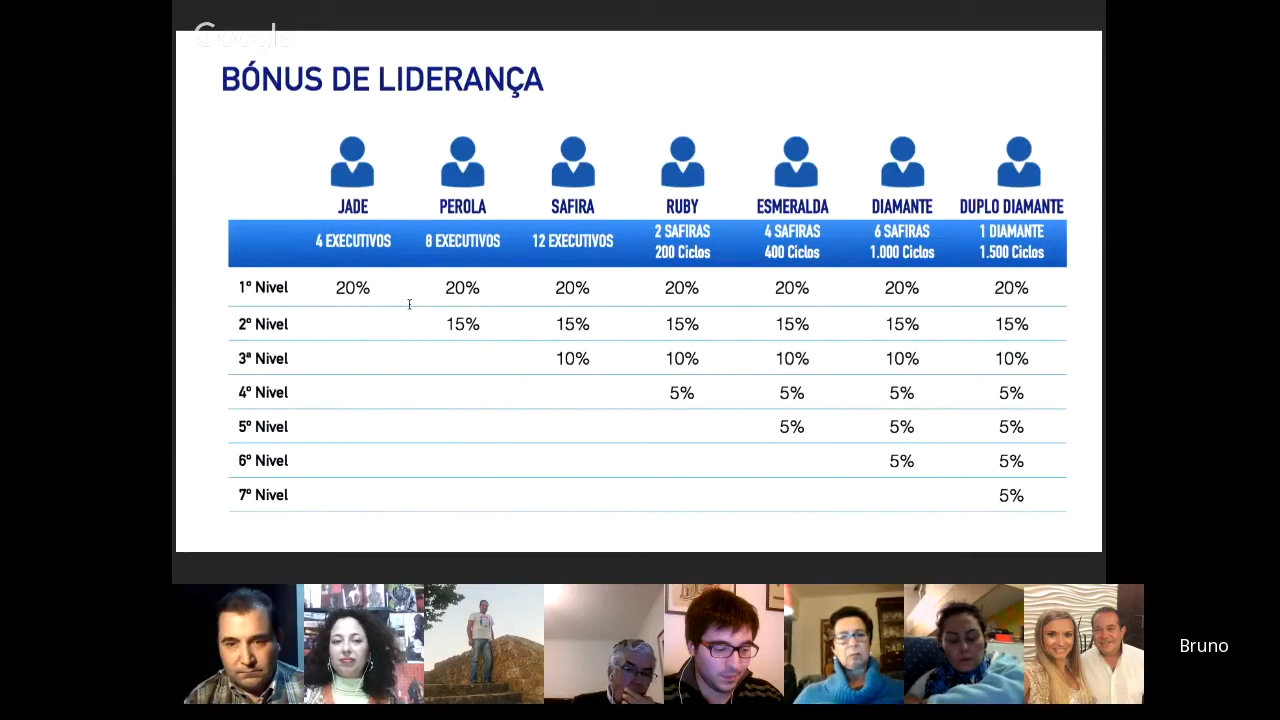 Google
BÓNUS DE LIDERANÇA
JADE PEROLA SAFIRA RUBY ESMERALDA DIAMANTE DUPLO DIAMANTE
4 EXECUTIVOS 8 EXECUTIVOS 12 EXECUTIVOS 2 SAFIRAS 4 SAFIRAS 6 SAFIRAS 1 DIAMANTE
200 Ciclos 400 Ciclos 1.000 Ciclos 1.500 Ciclos
1º Nivel 20% 20% 20% 20% 20% 20% 20%
2º Nivel 15% 15% 15% 15% 15% 15%
3ª Nivel 10% 10% 10% 10% 10%
4º Nivel 5% 5% 5% 5%
5º Nivel 5% 5% 5%
6º Nivel 5% 5%
7º Nivel 5%
Bruno